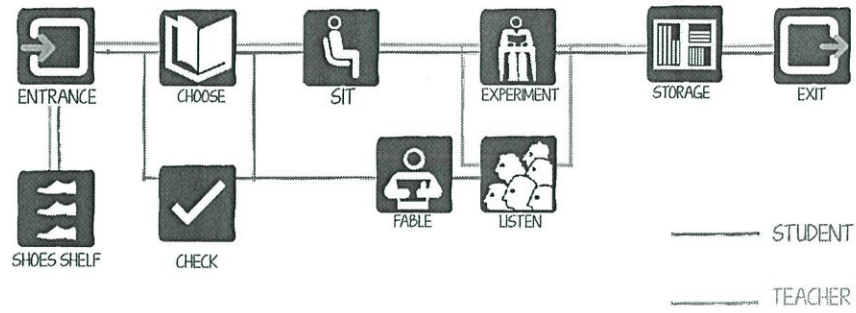 ENTRANCE
CHOOSE
SIT
EXPERIMENT
STORAGE
EXIT
SHOES SHELF
CHECK
FABLE
LISTEN
STUDENT
TEACHER